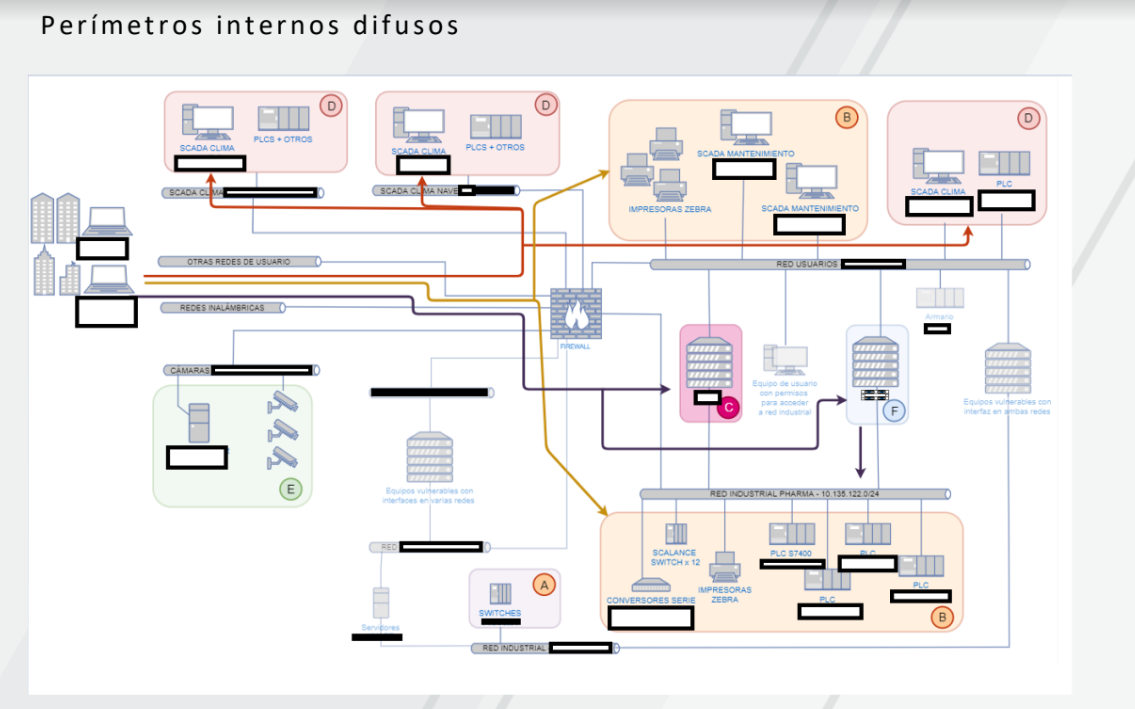 Perímetros internos difusos
D
SCADA CLIMA
PLCS + OTROS
D
SCADA CLIMA
PLCS + OTROS
B
SCADA MANTENIMIENTO
IMPRESORAS ZEBRA
SCADA MANTENIMIENTO
D
SCADA CLIMA
PLC
SCADA CLIMA
SCADA CLIMA NAVE
OTRAS REDES DE USUARIO
RED USUARIOS
REDES INALÁMBRICAS
FIREWALL
Armario
CÁMARAS
E
C
Equipo de usuario
con permisos
para acceder
a red industrial
F
Equipos vulnerables con
interfaz en ambas redes
Equipos vulnerables con
interfaces en varias redes
RED INDUSTRIAL PHARMA - 10.135.122.0/24
RED
SCALANCE
SWITCH x 12
IMPRESORAS
ZEBRA
PLC S7400
PLC
PLC
PLC
CONVERSORES SERIE
B
A
SWITCHES
Servidores
RED INDUSTRIAL